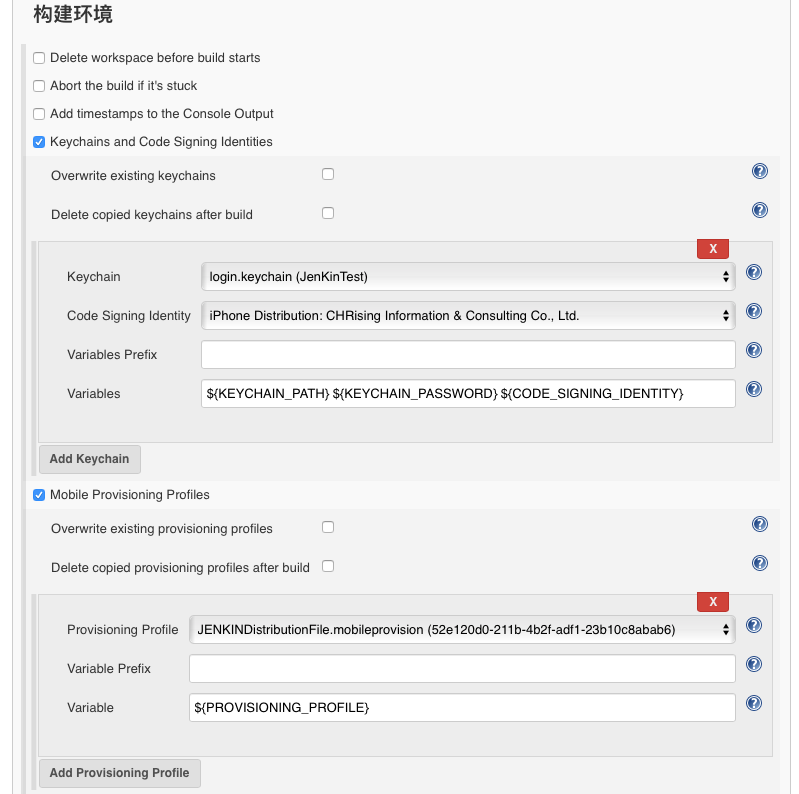 构建环境
Delete workspace before build starts
Abort the build if it's stuck
Add timestamps to the Console Output
Keychains and Code Signing Identities
Overwrite existing keychains
Delete copied keychains after build
X
Keychain login.keychain (JenKinTest)
Code Signing Identity iPhone Distribution: CHRising Information & Consulting Co., Ltd.
Variables Prefix
Variables ${KEYCHAIN_PATH} ${KEYCHAIN_PASSWORD} ${CODE_SIGNING_IDENTITY}
Add Keychain
Mobile Provisioning Profiles
Overwrite existing provisioning profiles
Delete copied provisioning profiles after build
X
Provisioning Profile JENKINDistributionFile.mobileprovision (52e120d0-211b-4b2f-adf1-23b10c8abab6)
Variable Prefix
Variable ${PROVISIONING_PROFILE}
Add Provisioning Profile